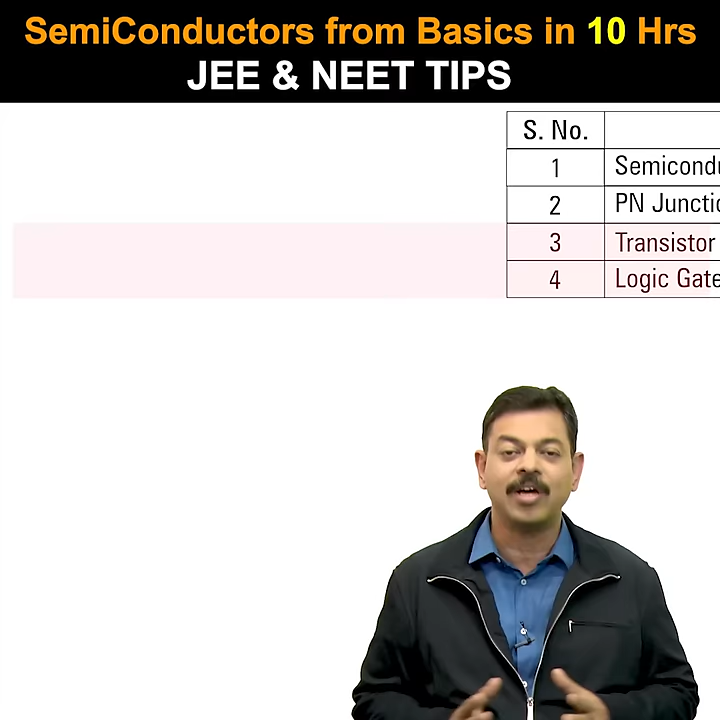 SemiConductors from Basics in 10 Hrs
JEE & NEET TIPS
S. No.
1 Semicondu
2 PN Junctio
3 Transistor
4 Logic Gate